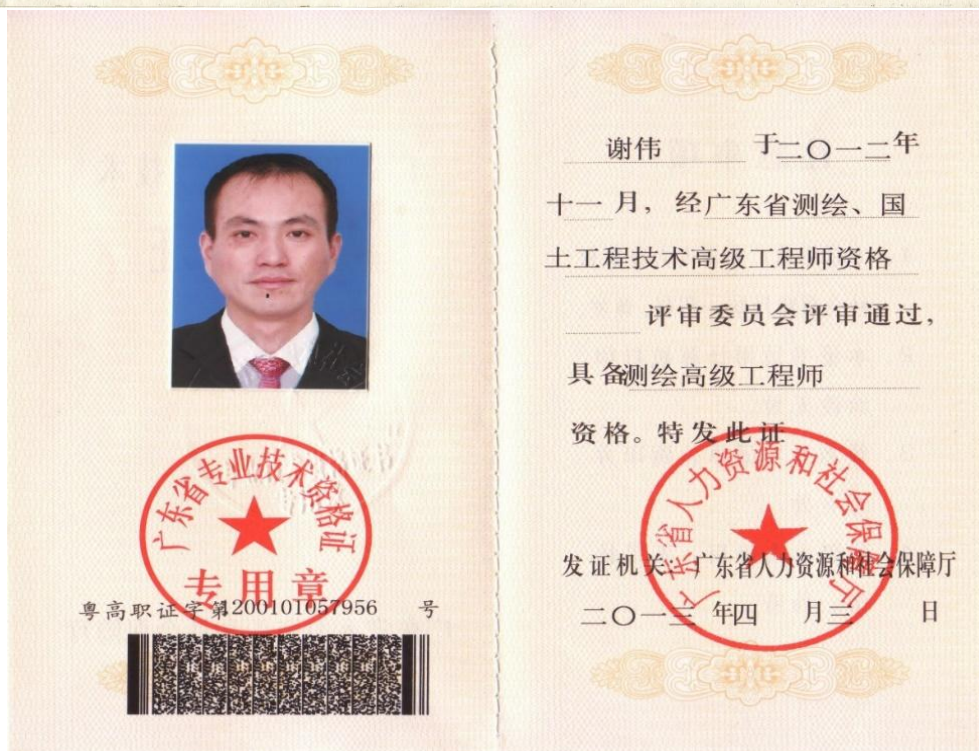 广东省专业技术资格证
专用章
粤高职证字第1200101057956 号
谢伟 于二〇一二年
十一月，经广东省测绘、国
土工程技术高级工程师资格
评审委员会评审通过，
具备测绘高级工程师
资格。特发此证
广东省人力资源和社会保障厅
发证机关：广东省人力资源和社会保障厅
二〇一三 年四 月三 日